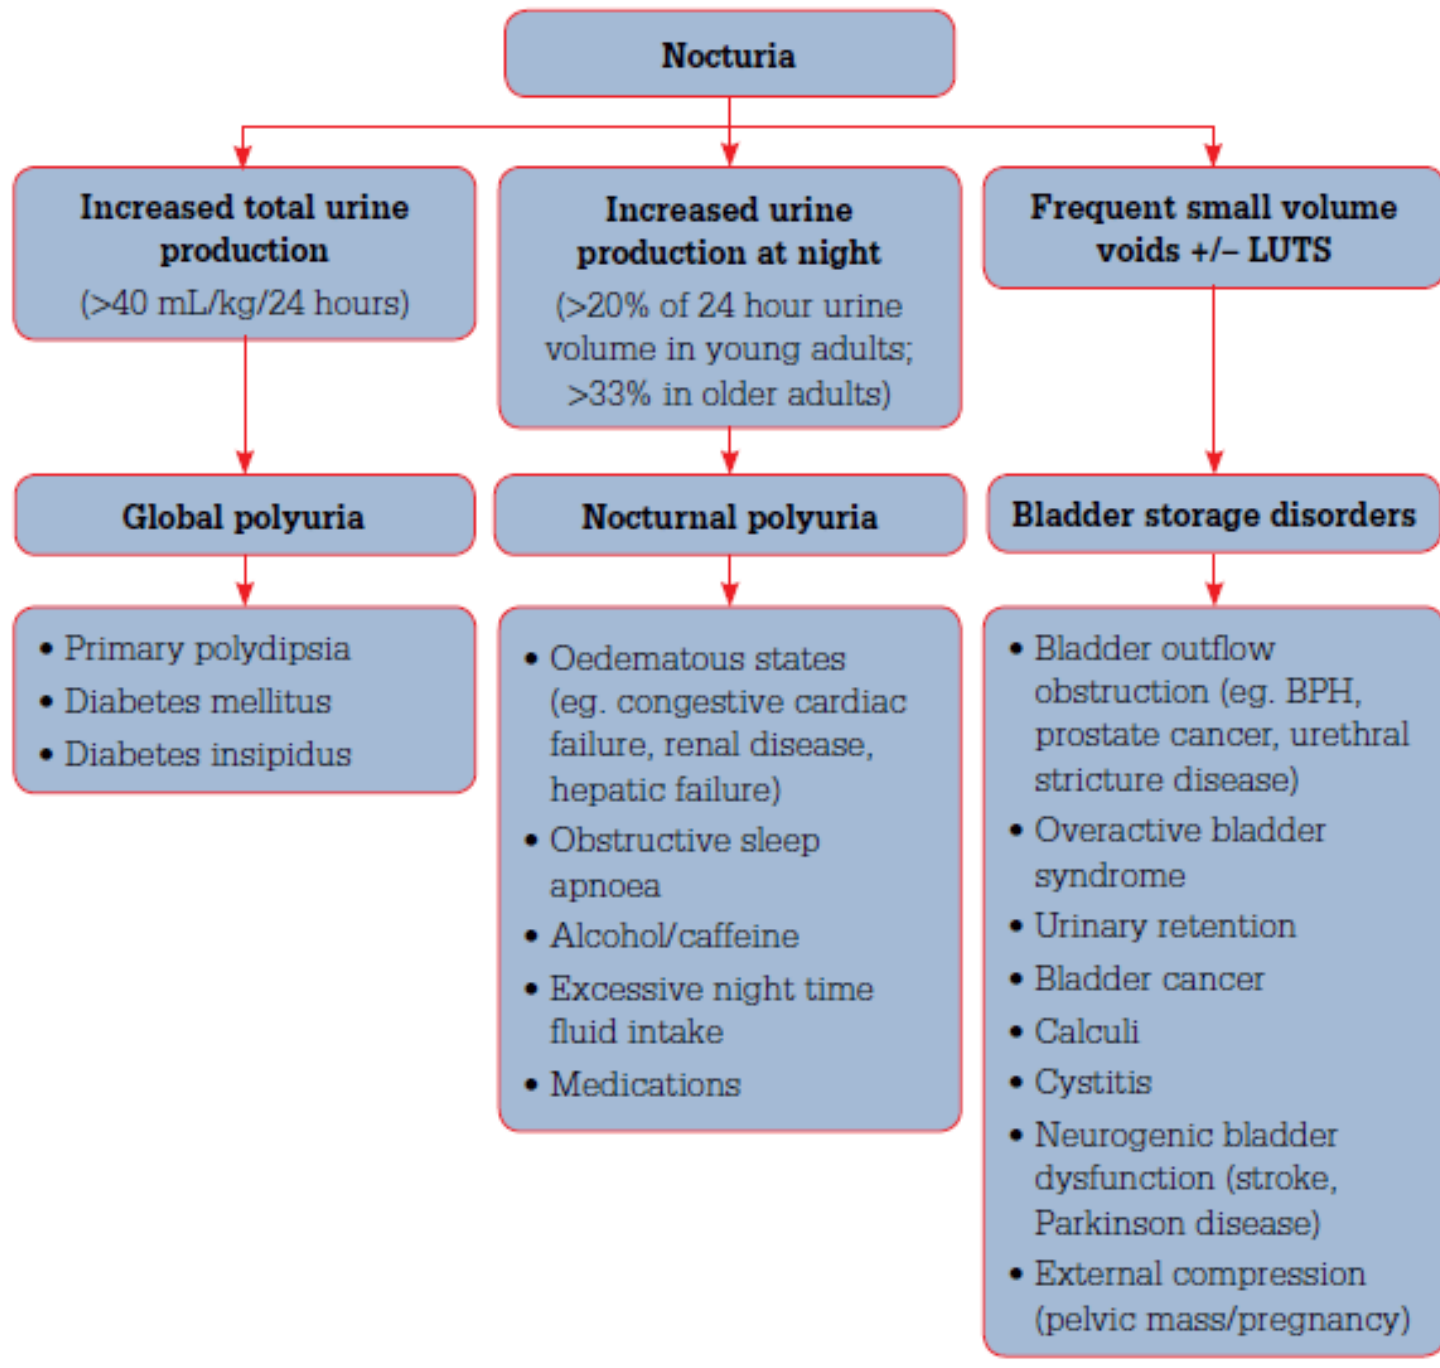 Nocturia
Increased total urine
production
(>40 mL/kg/24 hours)
Increased urine
production at night
(>20% of 24 hour urine
volume in young adults;
>33% in older adults)
Frequent small volume
voids +/– LUTS
Global polyuria
Nocturnal polyuria
Bladder storage disorders
• Primary polydipsia
• Diabetes mellitus
• Diabetes insipidus
• Oedematous states
(eg. congestive cardiac
failure, renal disease,
hepatic failure)
• Obstructive sleep
apnoea
• Alcohol/caffeine
• Excessive night time
fluid intake
• Medications
• Bladder outflow
obstruction (eg. BPH,
prostate cancer, urethral
stricture disease)
• Overactive bladder
syndrome
• Urinary retention
• Bladder cancer
• Calculi
• Cystitis
• Neurogenic bladder
dysfunction (stroke,
Parkinson disease)
• External compression
(pelvic mass/pregnancy)